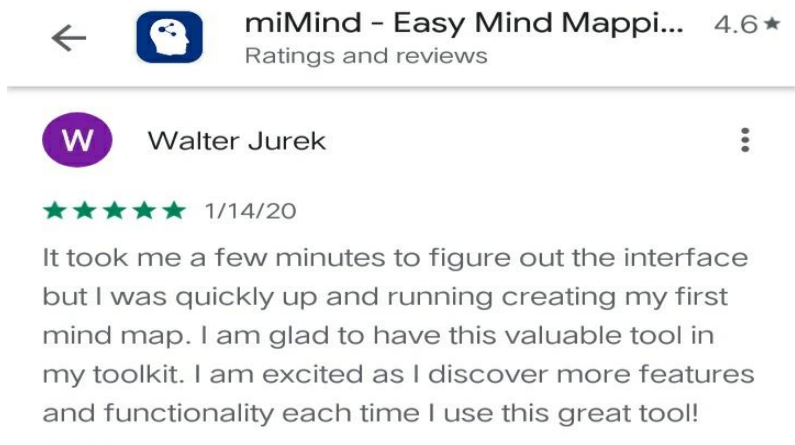 miMind - Easy Mind Mappi... 4.6★
Ratings and reviews
W Walter Jurek
★★★★★ 1/14/20
It took me a few minutes to figure out the interface
but I was quickly up and running creating my first
mind map. I am glad to have this valuable tool in
my toolkit. I am excited as I discover more features
and functionality each time I use this great tool!